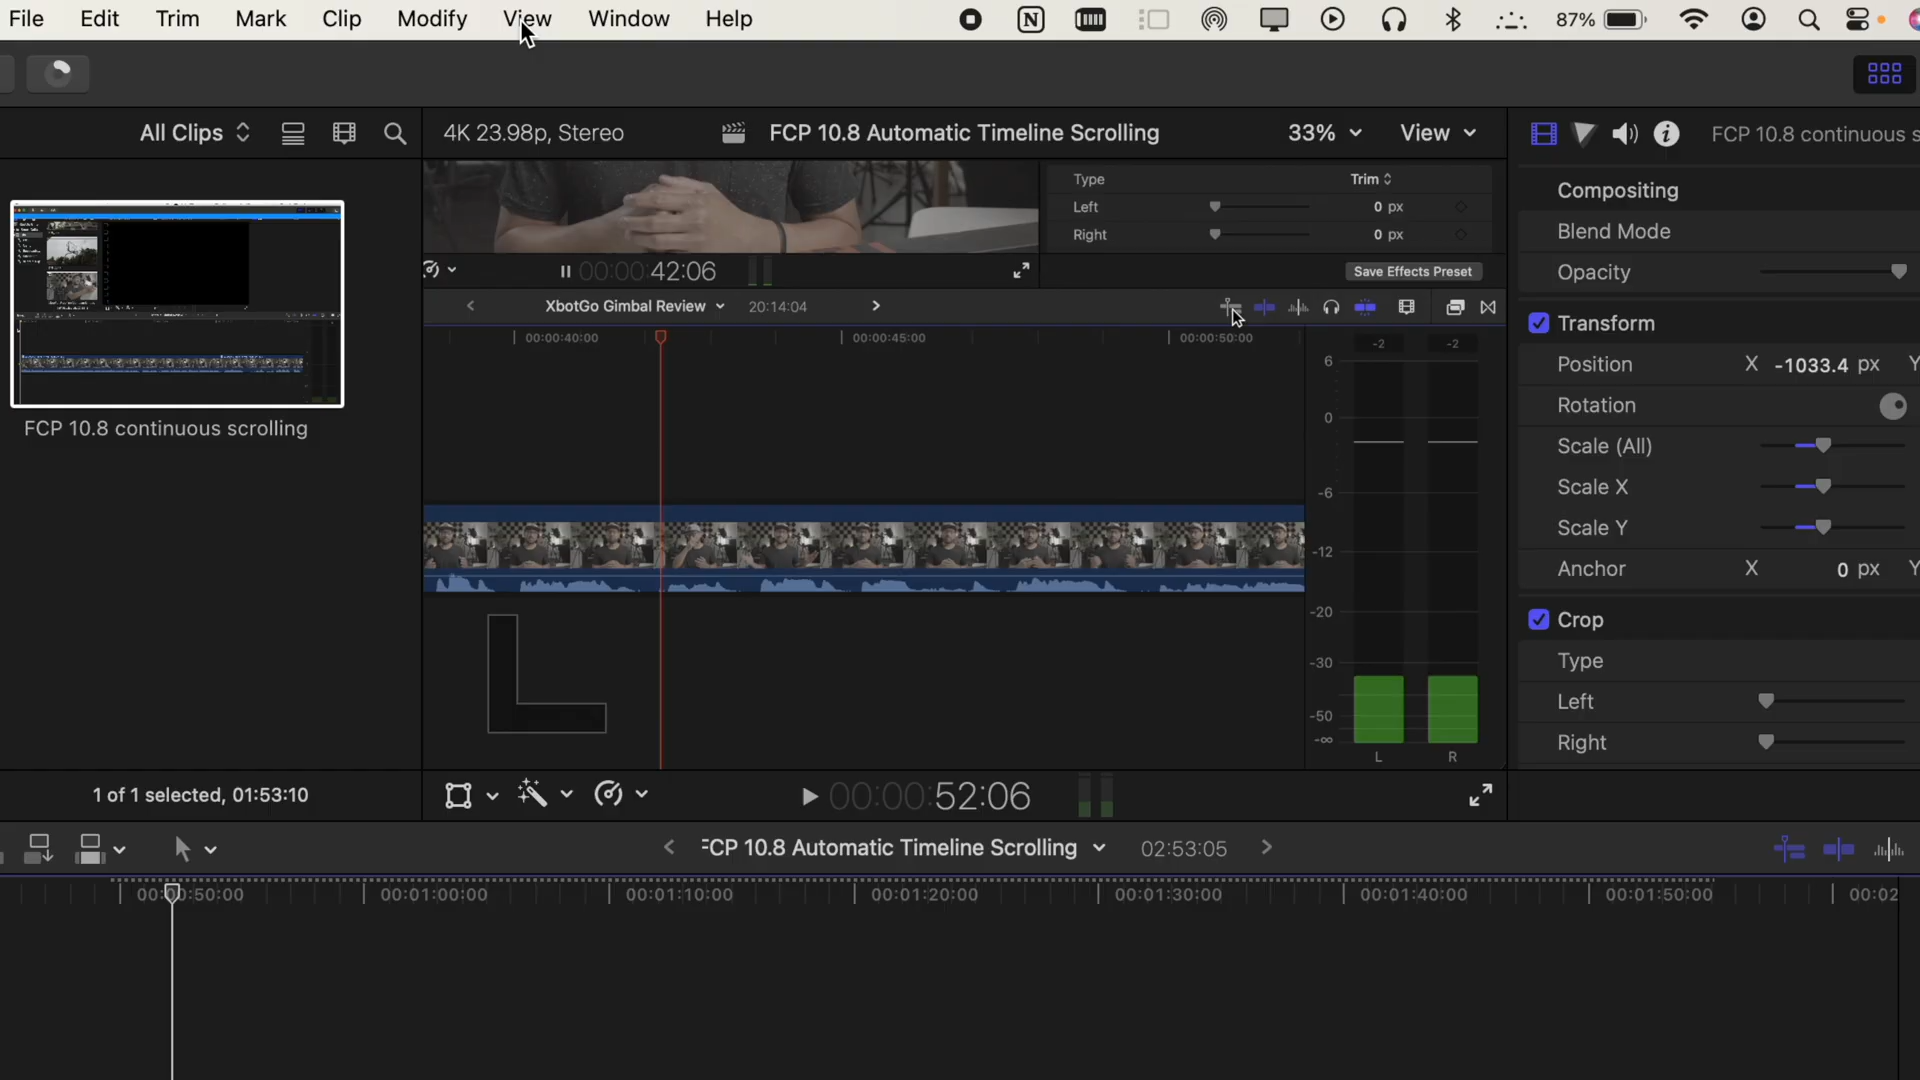 File Edit Trim Mark Clip Modify View Window Help 87%
All Clips 4K 23.98p, Stereo FCP 10.8 Automatic Timeline Scrolling 33% View FCP 10.8 continuous s
Type Trim
Left 0 px
Right 0 px
00:00:42:06 Save Effects Preset
XbotGo Gimbal Review 20:14:04
00:00:40:00 00:00:45:00 00:00:50:00
-2 -2
6
0
-6
-12
-20
-30
-50
-∞
L R
L
FCP 10.8 continuous scrolling
Compositing
Blend Mode
Opacity
Transform
Position X -1033.4 px Y
Rotation
Scale (All)
Scale X
Scale Y
Anchor X 0 px Y
Crop
Type
Left
Right
1 of 1 selected, 01:53:10 00:00:52:06
FCP 10.8 Automatic Timeline Scrolling 02:53:05
00:00:50:00 00:01:00:00 00:01:10:00 00:01:20:00 00:01:30:00 00:01:40:00 00:01:50:00 00:02